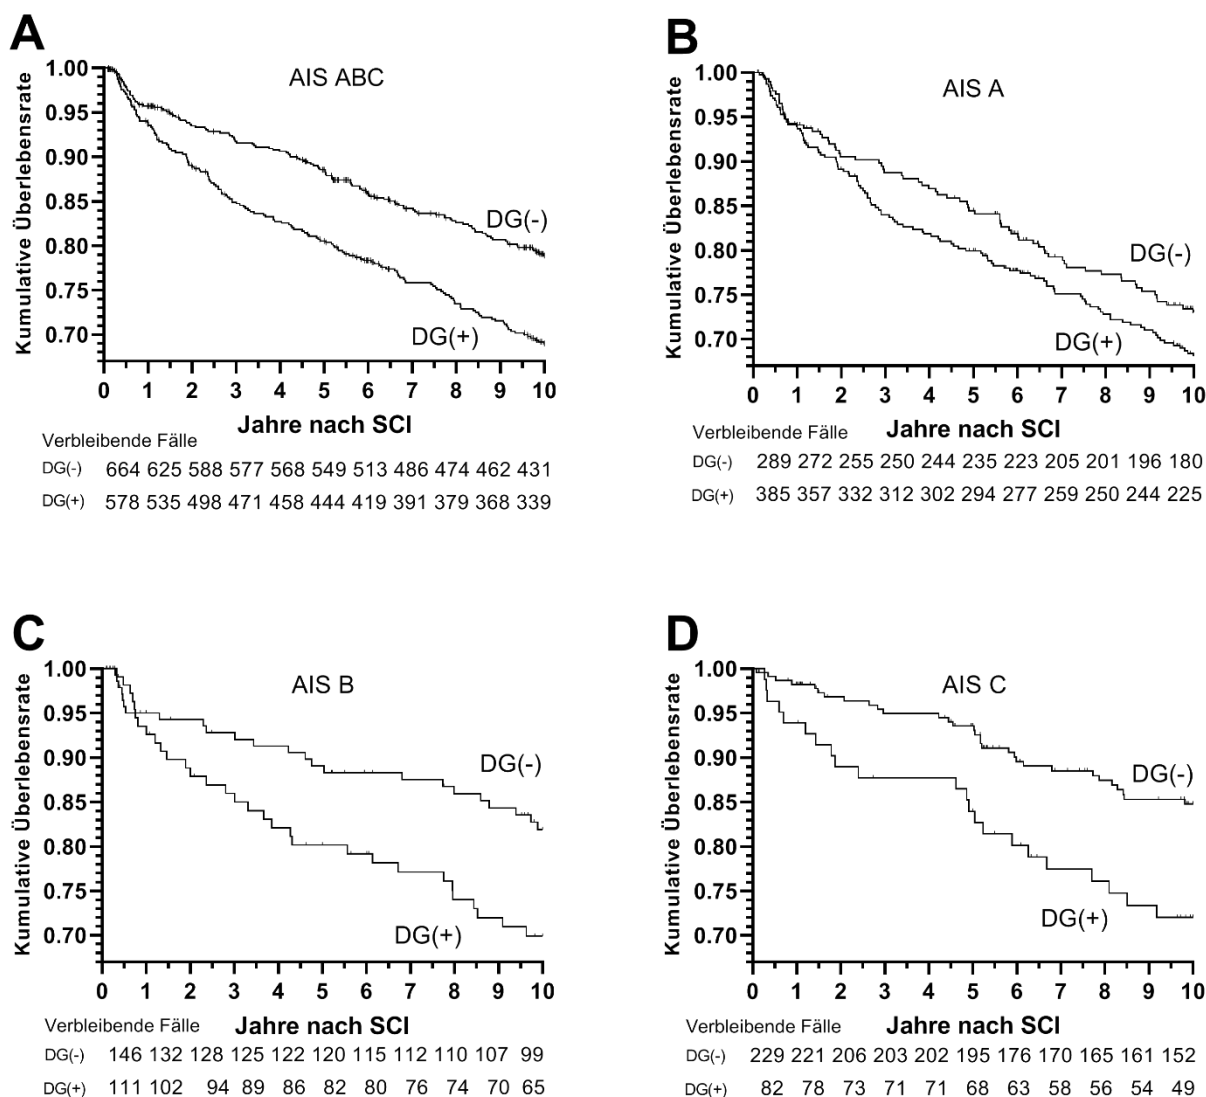 A
AIS ABC
Kumulative Überlebensrate
1.00
0.95
0.90
0.85
0.80
0.75
0.70
DG(-)
DG(+)
0 1 2 3 4 5 6 7 8 9 10
Jahre nach SCI
Verbleibende Fälle
DG(-) 664 625 588 577 568 549 513 486 474 462 431
DG(+) 578 535 498 471 458 444 419 391 379 368 339
B
AIS A
Kumulative Überlebensrate
1.00
0.95
0.90
0.85
0.80
0.75
0.70
DG(-)
DG(+)
0 1 2 3 4 5 6 7 8 9 10
Verbleibende Fälle Jahre nach SCI
DG(-) 289 272 255 250 244 235 223 205 201 196 180
DG(+) 385 357 332 312 302 294 277 259 250 244 225
C
AIS B
Kumulative Überlebensrate
1.00
0.95
0.90
0.85
0.80
0.75
0.70
DG(-)
DG(+)
0 1 2 3 4 5 6 7 8 9 10
Verbleibende Fälle Jahre nach SCI
DG(-) 146 132 128 125 122 120 115 112 110 107 99
DG(+) 111 102 94 89 86 82 80 76 74 70 65
D
AIS C
Kumulative Überlebensrate
1.00
0.95
0.90
0.85
0.80
0.75
0.70
DG(-)
DG(+)
0 1 2 3 4 5 6 7 8 9 10
Verbleibende Fälle Jahre nach SCI
DG(-) 229 221 206 203 202 195 176 170 165 161 152
DG(+) 82 78 73 71 71 68 63 58 56 54 49